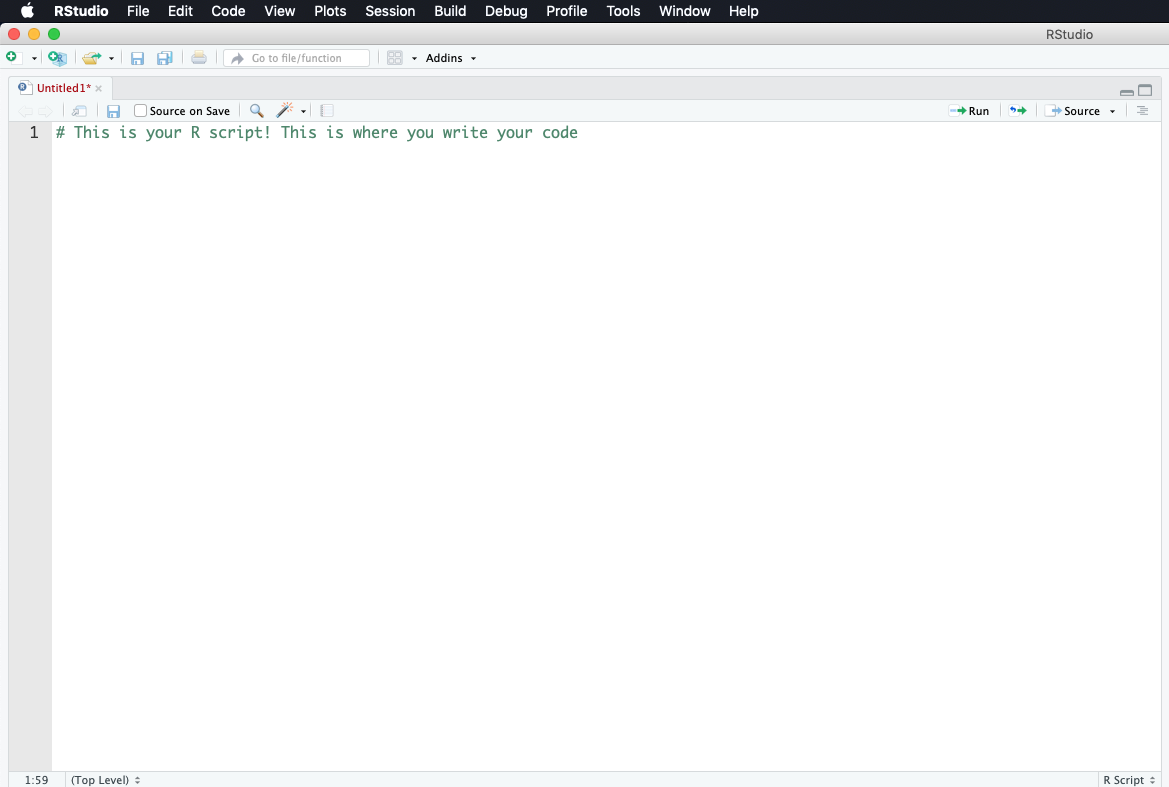 RStudio File Edit Code View Plots Session Build Debug Profile Tools Window Help
RStudio
Go to file/function Addins
Untitled1*
Source on Save Run Source
1 # This is your R script! This is where you write your code
1:59 (Top Level) R Script